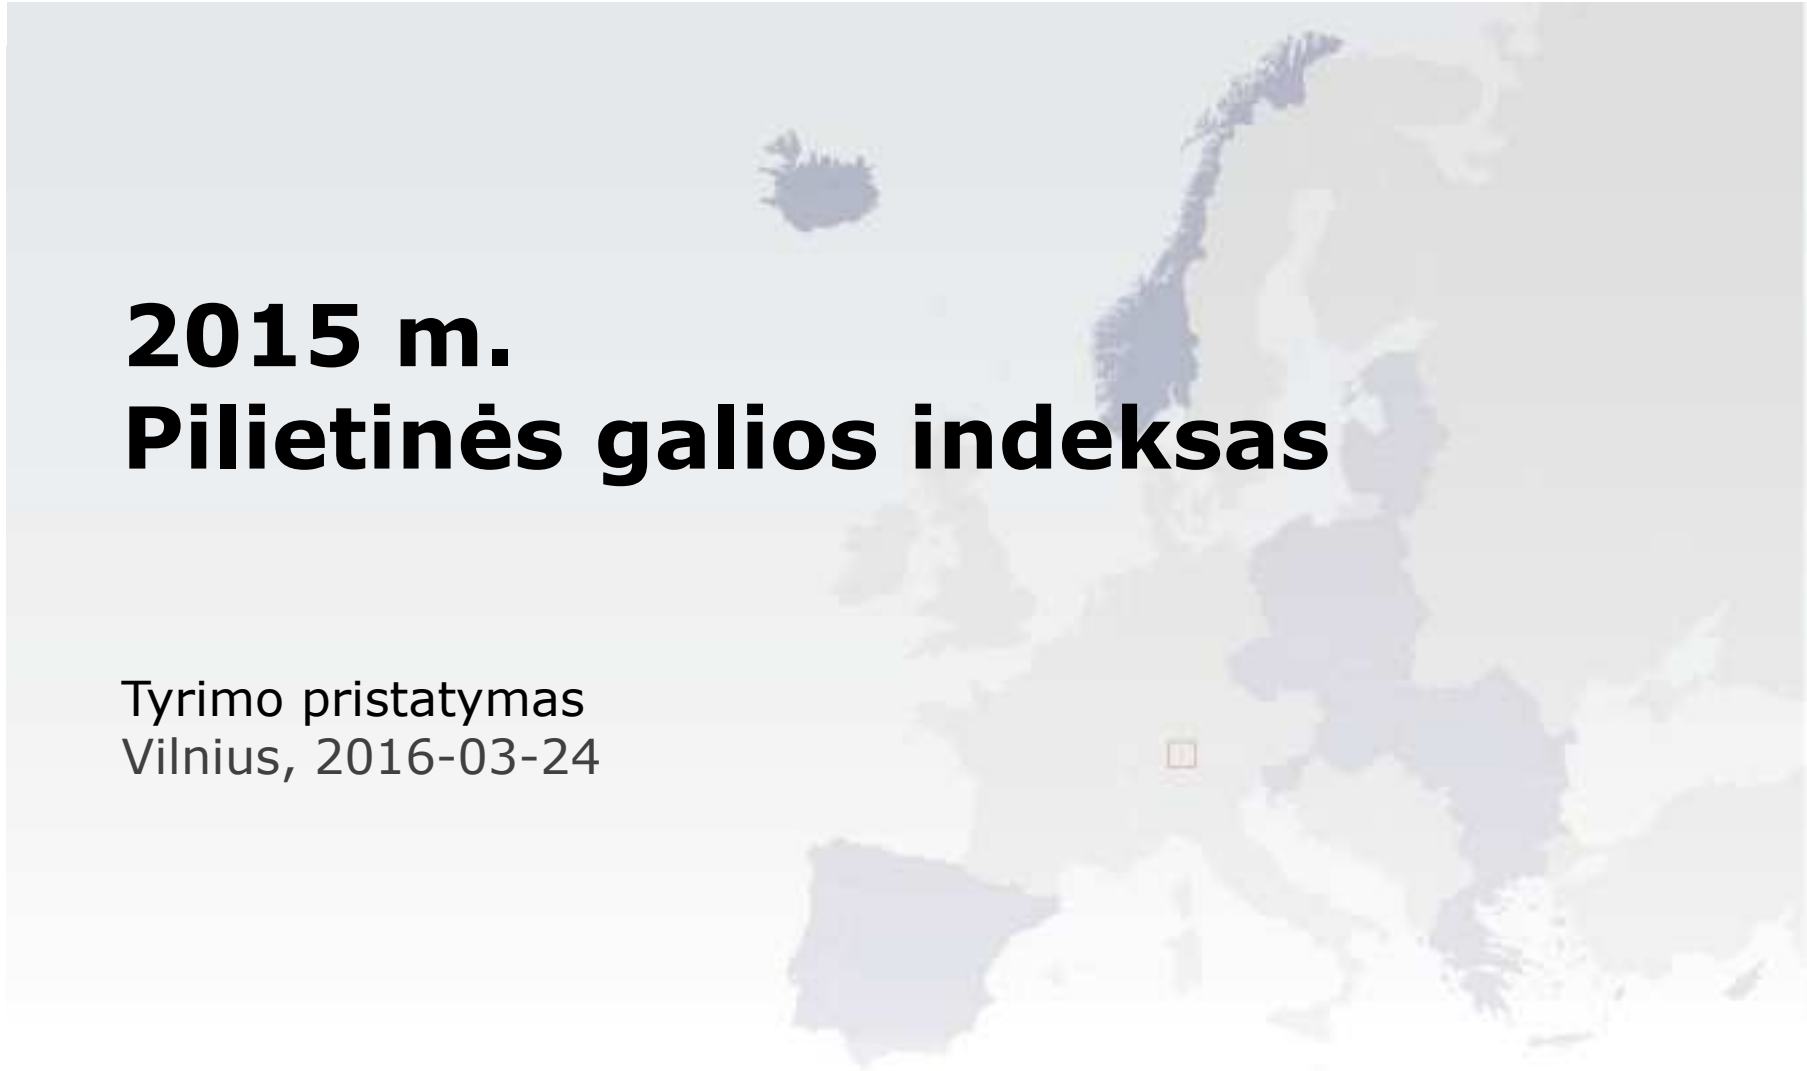 2015 m.
Pilietinės galios indeksas
Tyrimo pristatymas
Vilnius, 2016-03-24